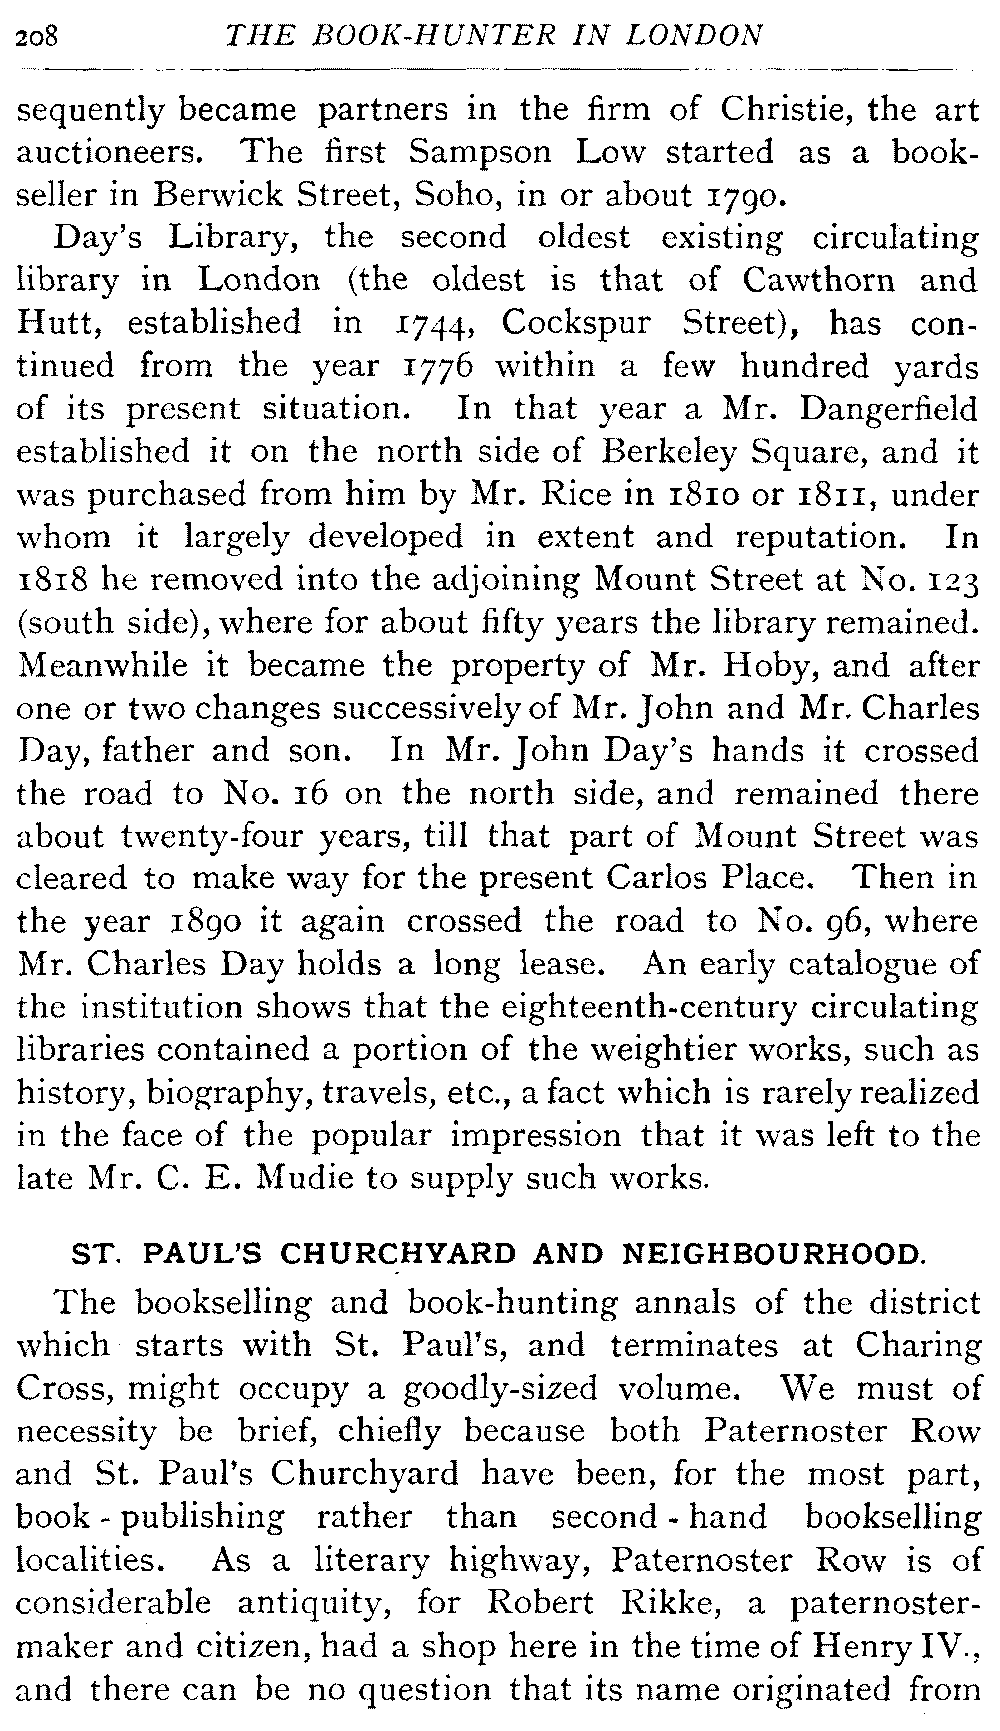 208 THE BOOK-HUNTER IN LONDON
sequently became partners in the firm of Christie, the art
auctioneers. The first Sampson Low started as a book-
seller in Berwick Street, Soho, in or about 1790.
Day's Library, the second oldest existing circulating
library in London (the oldest is that of Cawthorn and
Hutt, established in 1744, Cockspur Street), has con-
tinued from the year 1776 within a few hundred yards
of its present situation. In that year a Mr. Dangerfield
established it on the north side of Berkeley Square, and it
was purchased from him by Mr. Rice in 1810 or 1811, under
whom it largely developed in extent and reputation. In
1818 he removed into the adjoining Mount Street at No. 123
(south side), where for about fifty years the library remained.
Meanwhile it became the property of Mr. Hoby, and after
one or two changes successively of Mr. John and Mr. Charles
Day, father and son. In Mr. John Day's hands it crossed
the road to No. 16 on the north side, and remained there
about twenty-four years, till that part of Mount Street was
cleared to make way for the present Carlos Place. Then in
the year 1890 it again crossed the road to No. 96, where
Mr. Charles Day holds a long lease. An early catalogue of
the institution shows that the eighteenth-century circulating
libraries contained a portion of the weightier works, such as
history, biography, travels, etc., a fact which is rarely realized
in the face of the popular impression that it was left to the
late Mr. C. E. Mudie to supply such works.
ST. PAUL'S CHURCHYARD AND NEIGHBOURHOOD.
The bookselling and book-hunting annals of the district
which starts with St. Paul's, and terminates at Charing
Cross, might occupy a goodly-sized volume. We must of
necessity be brief, chiefly because both Paternoster Row
and St. Paul's Churchyard have been, for the most part,
book-publishing rather than second-hand bookselling
localities. As a literary highway, Paternoster Row is of
considerable antiquity, for Robert Rikke, a paternoster-
maker and citizen, had a shop here in the time of Henry IV.,
and there can be no question that its name originated from